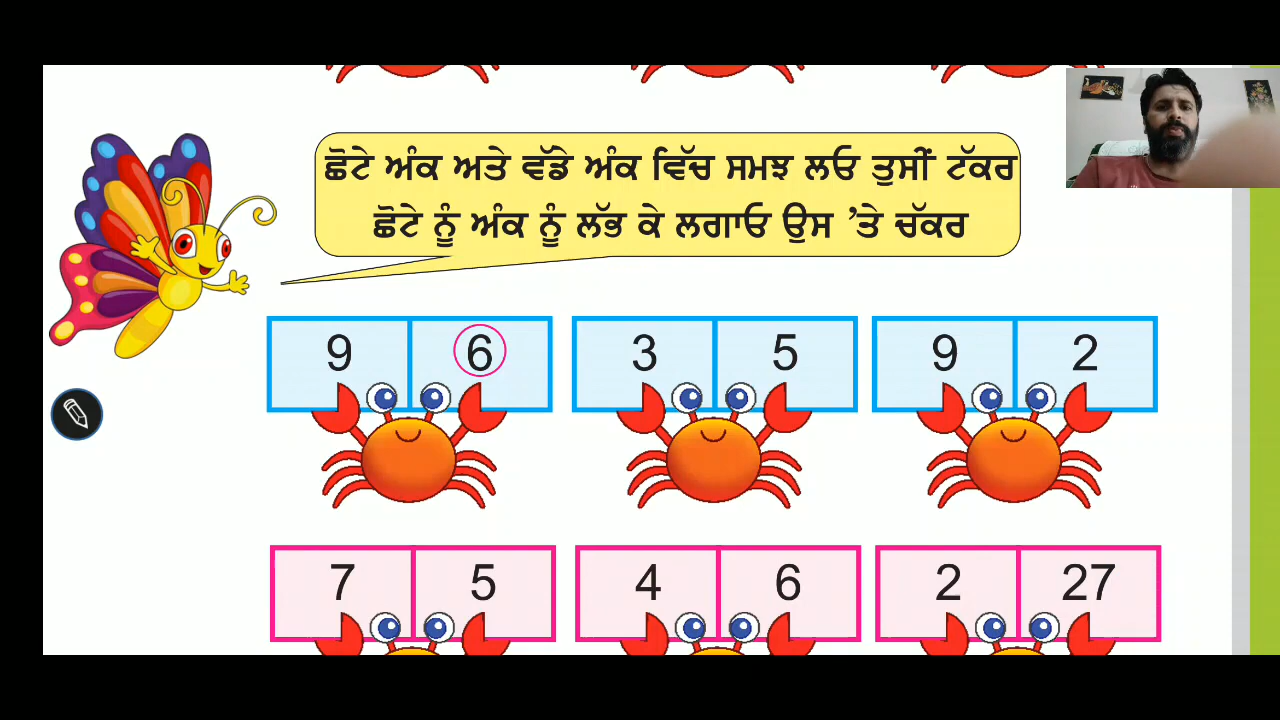 ਛੋਟੇ ਅੰਕ ਅਤੇ ਵੱਡੇ ਅੰਕ ਵਿੱਚ ਸਮਝ ਲਓ ਤੁਸੀਂ ਟੱਕਰ
ਛੋਟੇ ਨੂੰ ਅੰਕ ਨੂੰ ਲੱਭ ਕੇ ਲਗਾਓ ਉਸ ’ਤੇ ਚੱਕਰ
9 6 3 5 9 2
7 5 4 6 2 27